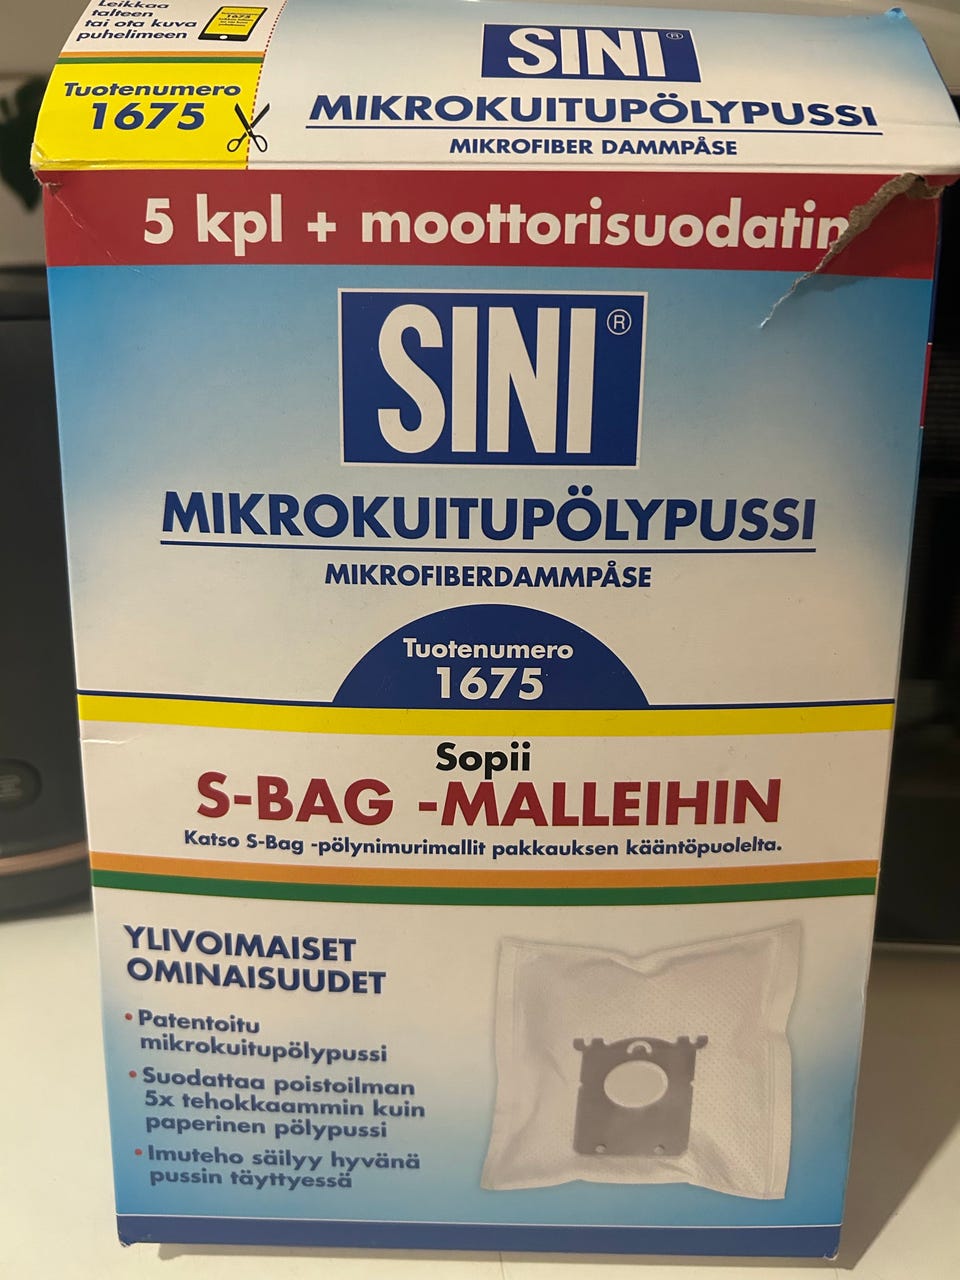 Leikkaa
talteen
tai ota kuva
puhelimeen
1675
Tuotenumero
1675
SINI®
MIKROKUITUPÖLYPUSSI
MIKROFIBER DAMMPÅSE
5 kpl + moottorisuodatin
SINI®
MIKROKUITUPÖLYPUSSI
MIKROFIBERDAMMPÅSE
Tuotenumero
1675
Sopii
S-BAG -MALLEIHIN
Katso S-Bag -pölynimurimallit pakkauksen kääntöpuolelta.
YLIVOIMAISET
OMINAISUUDET
• Patentoitu
mikrokuitupölypussi
• Suodattaa poistoilman
5x tehokkaammin kuin
paperinen pölypussi
• Imuteho säilyy hyvänä
pussin täyttyessä